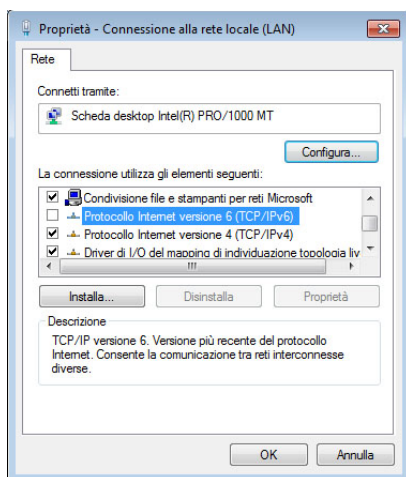 Proprietà - Connessione alla rete locale (LAN)
Rete
Connetti tramite:
Scheda desktop Intel(R) PRO/1000 MT
Configura...
La connessione utilizza gli elementi seguenti:
Condivisione file e stampanti per reti Microsoft
Protocollo Internet versione 6 (TCP/IPv6)
Protocollo Internet versione 4 (TCP/IPv4)
Driver di I/O del mapping di individuazione topologia liv
Installa...
Disinstalla
Proprietà
Descrizione
TCP/IP versione 6. Versione più recente del protocollo
Internet. Consente la comunicazione tra reti interconnesse
diverse.
OK
Annulla